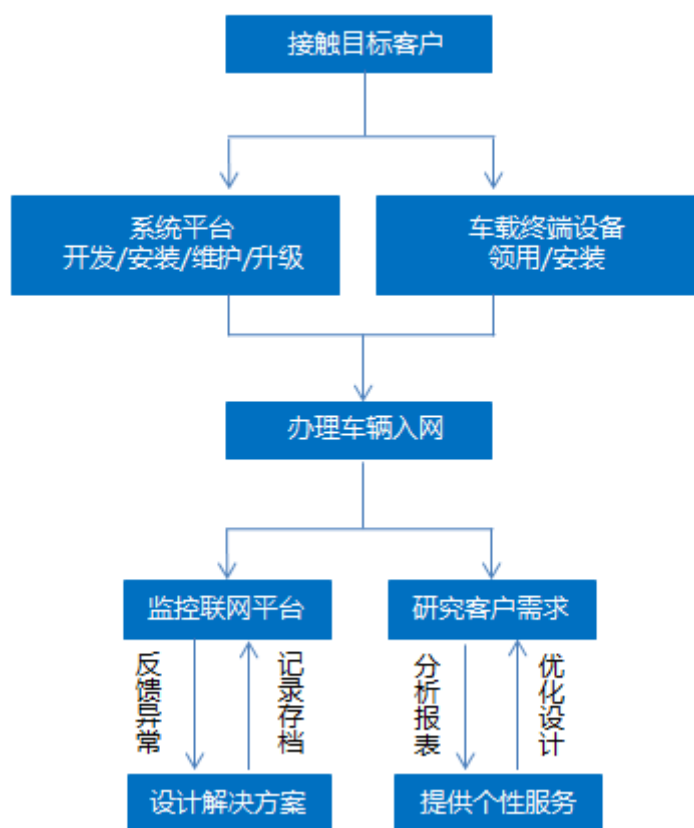 接触目标客户
系统平台
开发/安装/维护/升级
车载终端设备
领用/安装
办理车辆入网
监控联网平台
研究客户需求
反馈异常
记录存档
分析报表
优化设计
设计解决方案
提供个性服务